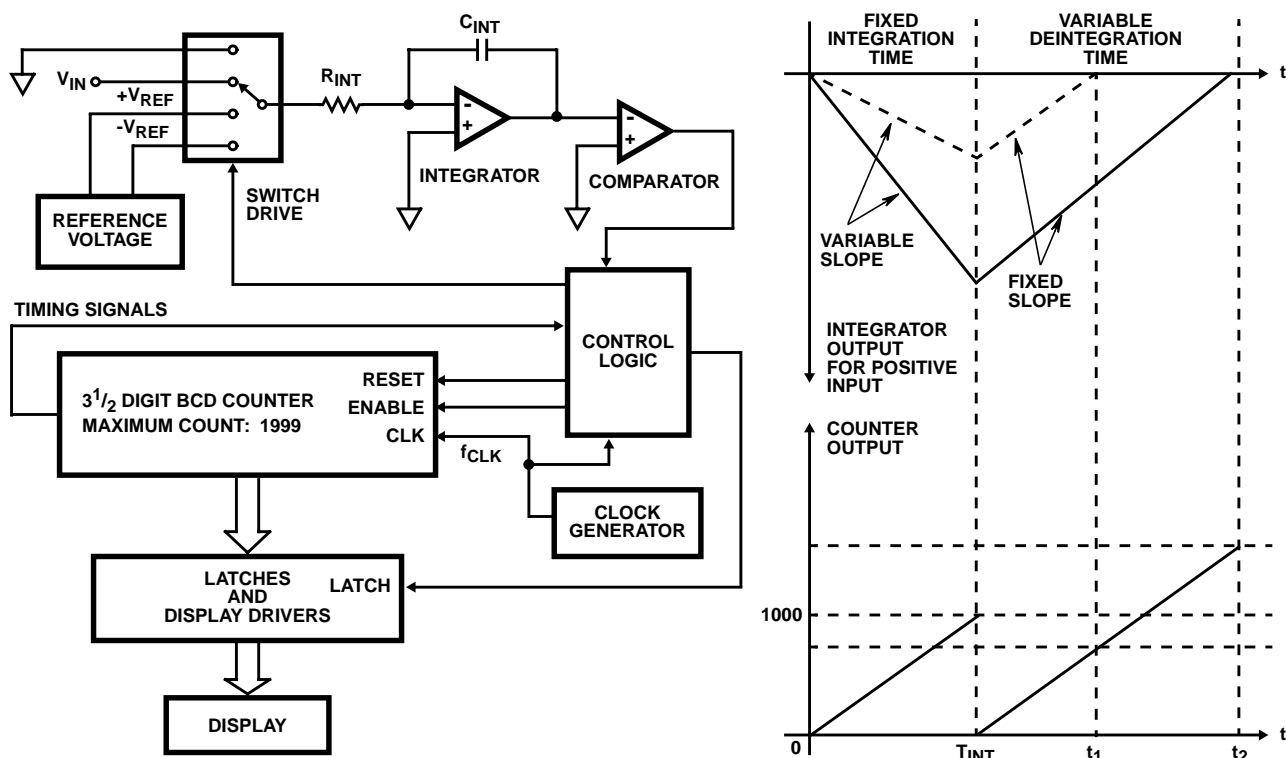 C_INT
V_IN
R_INT
+V_REF
-V_REF
-
+
-
+
INTEGRATOR
COMPARATOR
SWITCH
DRIVE
REFERENCE
VOLTAGE
TIMING SIGNALS
CONTROL
LOGIC
3 1/2 DIGIT BCD COUNTER
MAXIMUM COUNT: 1999
RESET
ENABLE
CLK
f_CLK
CLOCK
GENERATOR
LATCHES
AND
DISPLAY DRIVERS
LATCH
DISPLAY
FIXED
INTEGRATION
TIME
VARIABLE
DEINTEGRATION
TIME
t
VARIABLE
SLOPE
FIXED
SLOPE
INTEGRATOR
OUTPUT
FOR POSITIVE
INPUT
COUNTER
OUTPUT
1000
0
T_INT
t_1
t_2
t